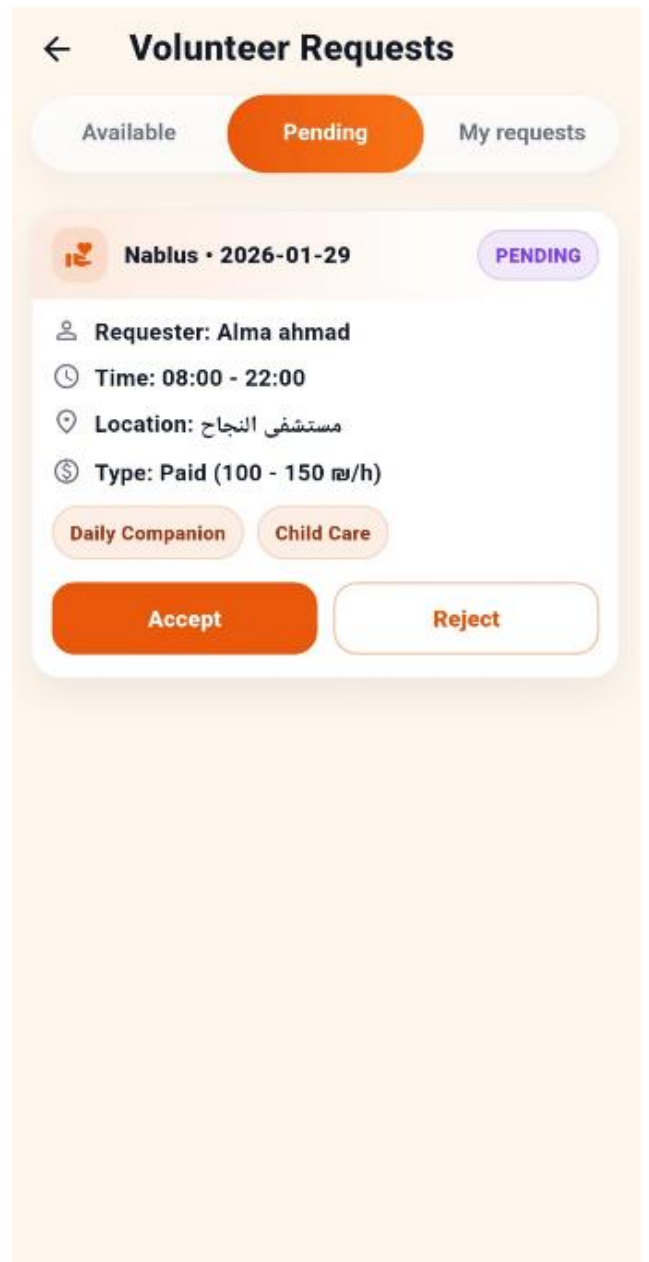 Volunteer Requests
Available Pending My requests
Nablus • 2026-01-29 PENDING
Requester: Alma ahmad
Time: 08:00 - 22:00
Location: مستشفى النجاح
Type: Paid (100 - 150 ₪/h)
Daily Companion Child Care
Accept Reject